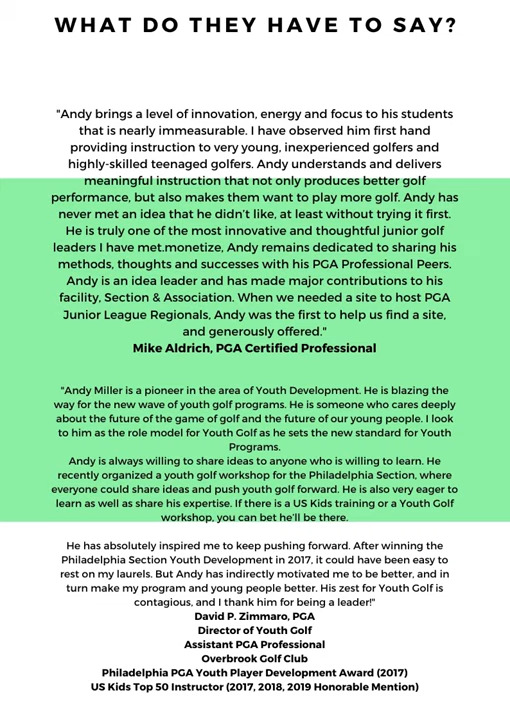 WHAT DO THEY HAVE TO SAY?
"Andy brings a level of innovation, energy and focus to his students
that is nearly immeasurable. I have observed him first hand
providing instruction to very young, inexperienced golfers and
highly-skilled teenaged golfers. Andy understands and delivers
meaningful instruction that not only produces better golf
performance, but also makes them want to play more golf. Andy has
never met an idea that he didn't like, at least without trying it first.
He is truly one of the most innovative and thoughtful junior golf
leaders I have met.monetize, Andy remains dedicated to sharing his
methods, thoughts and successes with his PGA Professional Peers.
Andy is an idea leader and has made major contributions to his
facility, Section & Association. When we needed a site to host PGA
Junior League Regionals, Andy was the first to help us find a site,
and generously offered."
Mike Aldrich, PGA Certified Professional
"Andy Miller is a pioneer in the area of Youth Development. He is blazing the
way for the new wave of youth golf programs. He is someone who cares deeply
about the future of the game of golf and the future of our young people. I look
to him as the role model for Youth Golf as he sets the new standard for Youth
Programs.
Andy is always willing to share ideas to anyone who is willing to learn. He
recently organized a youth golf workshop for the Philadelphia Section, where
everyone could share ideas and push youth golf forward. He is also very eager to
learn as well as share his expertise. If there is a US Kids training or a Youth Golf
workshop, you can bet he'll be there.
He has absolutely inspired me to keep pushing forward. After winning the
Philadelphia Section Youth Development in 2017, it could have been easy to
rest on my laurels. But Andy has indirectly motivated me to be better, and in
turn make my program and young people better. His zest for Youth Golf is
contagious, and I thank him for being a leader!"
David P. Zimmaro, PGA
Director of Youth Golf
Assistant PGA Professional
Overbrook Golf Club
Philadelphia PGA Youth Player Development Award (2017)
US Kids Top 50 Instructor (2017, 2018, 2019 Honorable Mention)